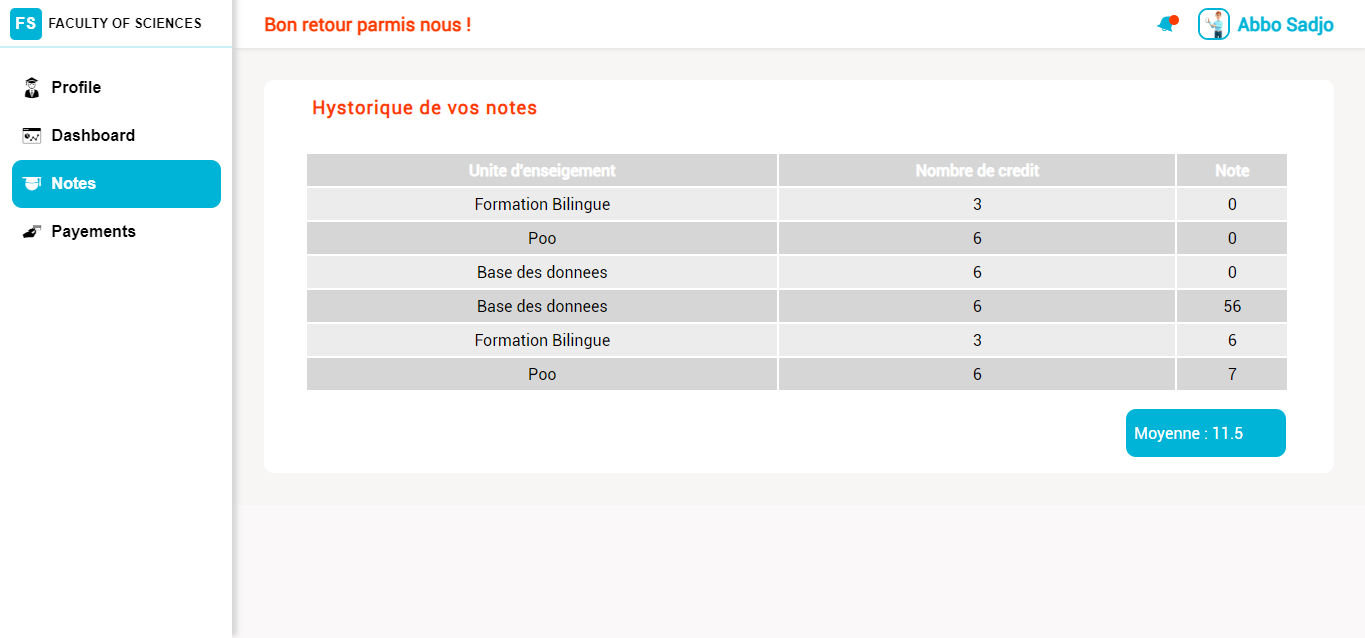 FS FACULTY OF SCIENCES
Bon retour parmis nous !
Abbo Sadjo
Profile
Dashboard
Notes
Payements
Hystorique de vos notes
Unite d'enseigement Nombre de credit Note
Formation Bilingue 3 0
Poo 6 0
Base des donnees 6 0
Base des donnees 6 56
Formation Bilingue 3 6
Poo 6 7
Moyenne : 11.5